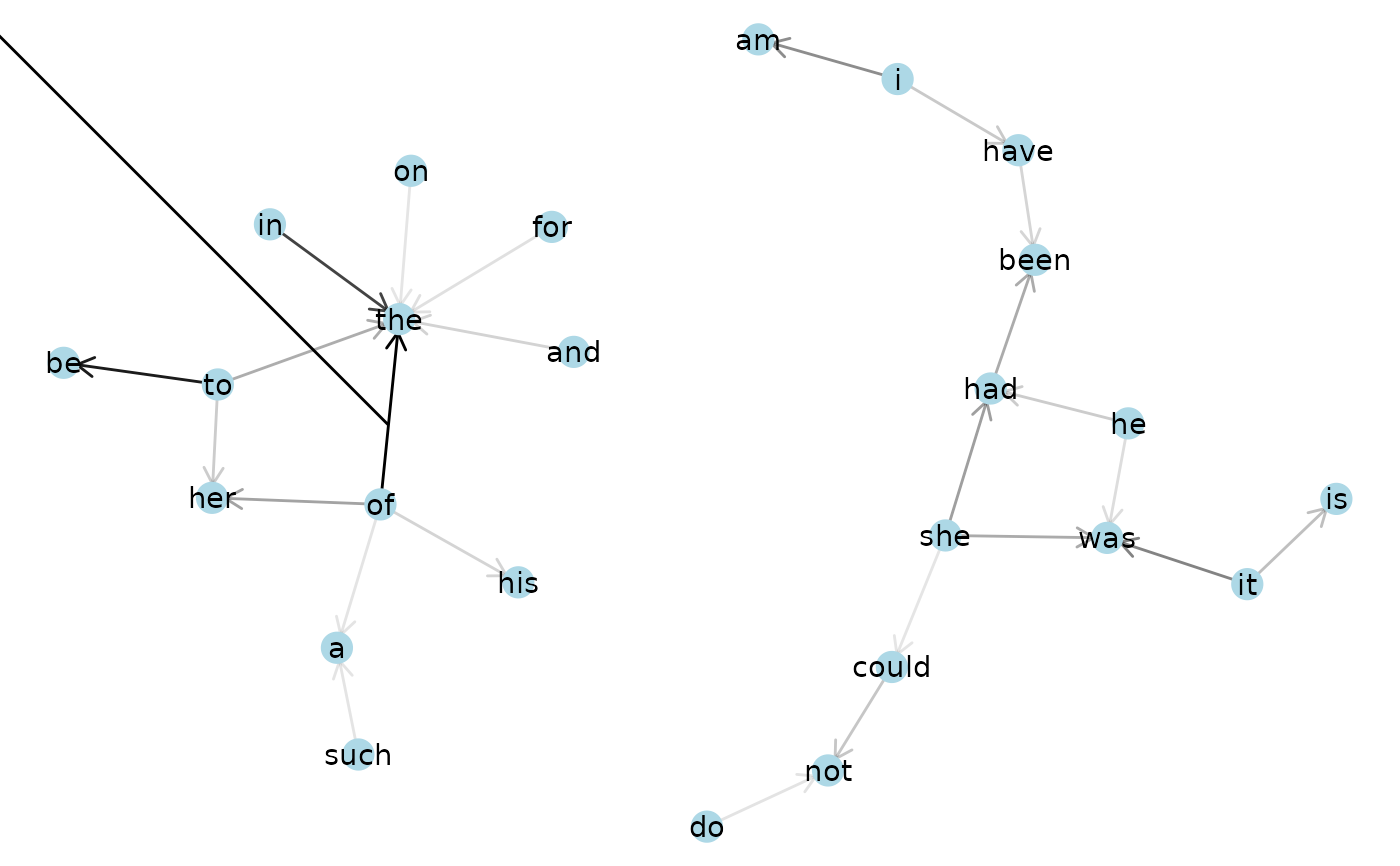 am
i
have
on
in
for
been
the
and
be
to
had
he
her
of
is
she
was
his
it
a
could
such
not
do